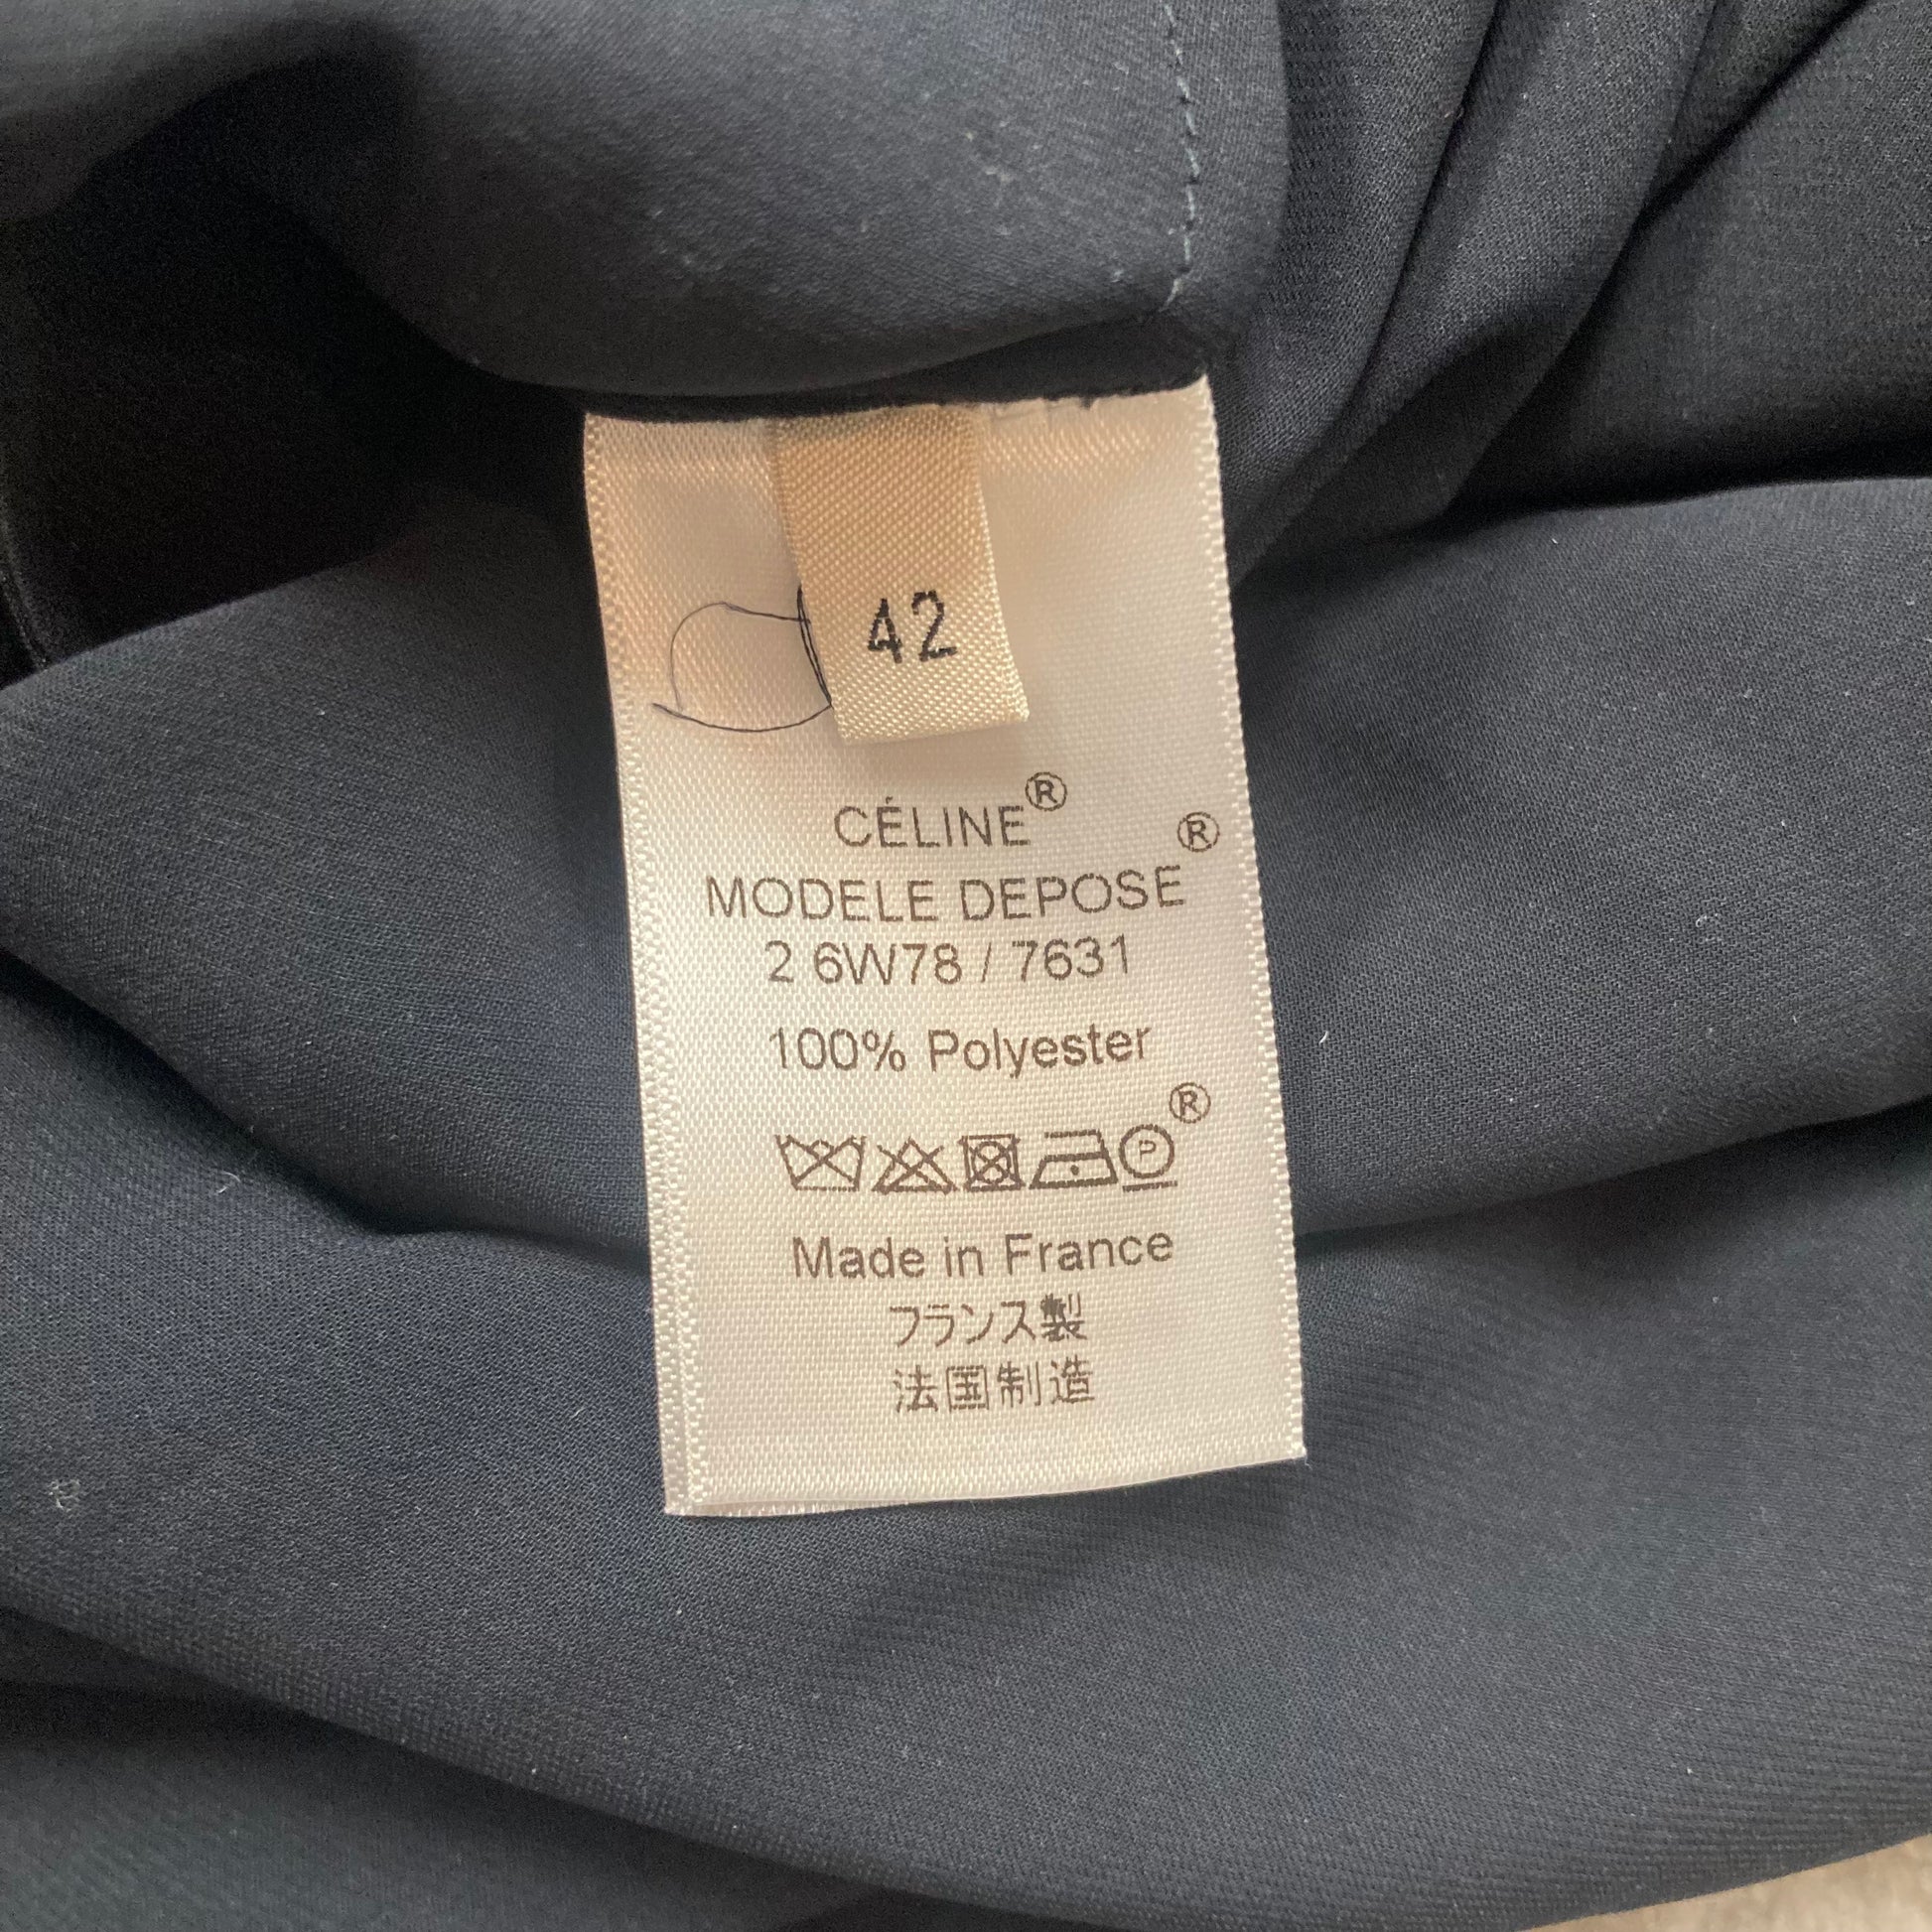 42
CÉLINE®
MODELE DEPOSE®
2 6W78 / 7631
100% Polyester
P ®
Made in France
フランス製
法国制造